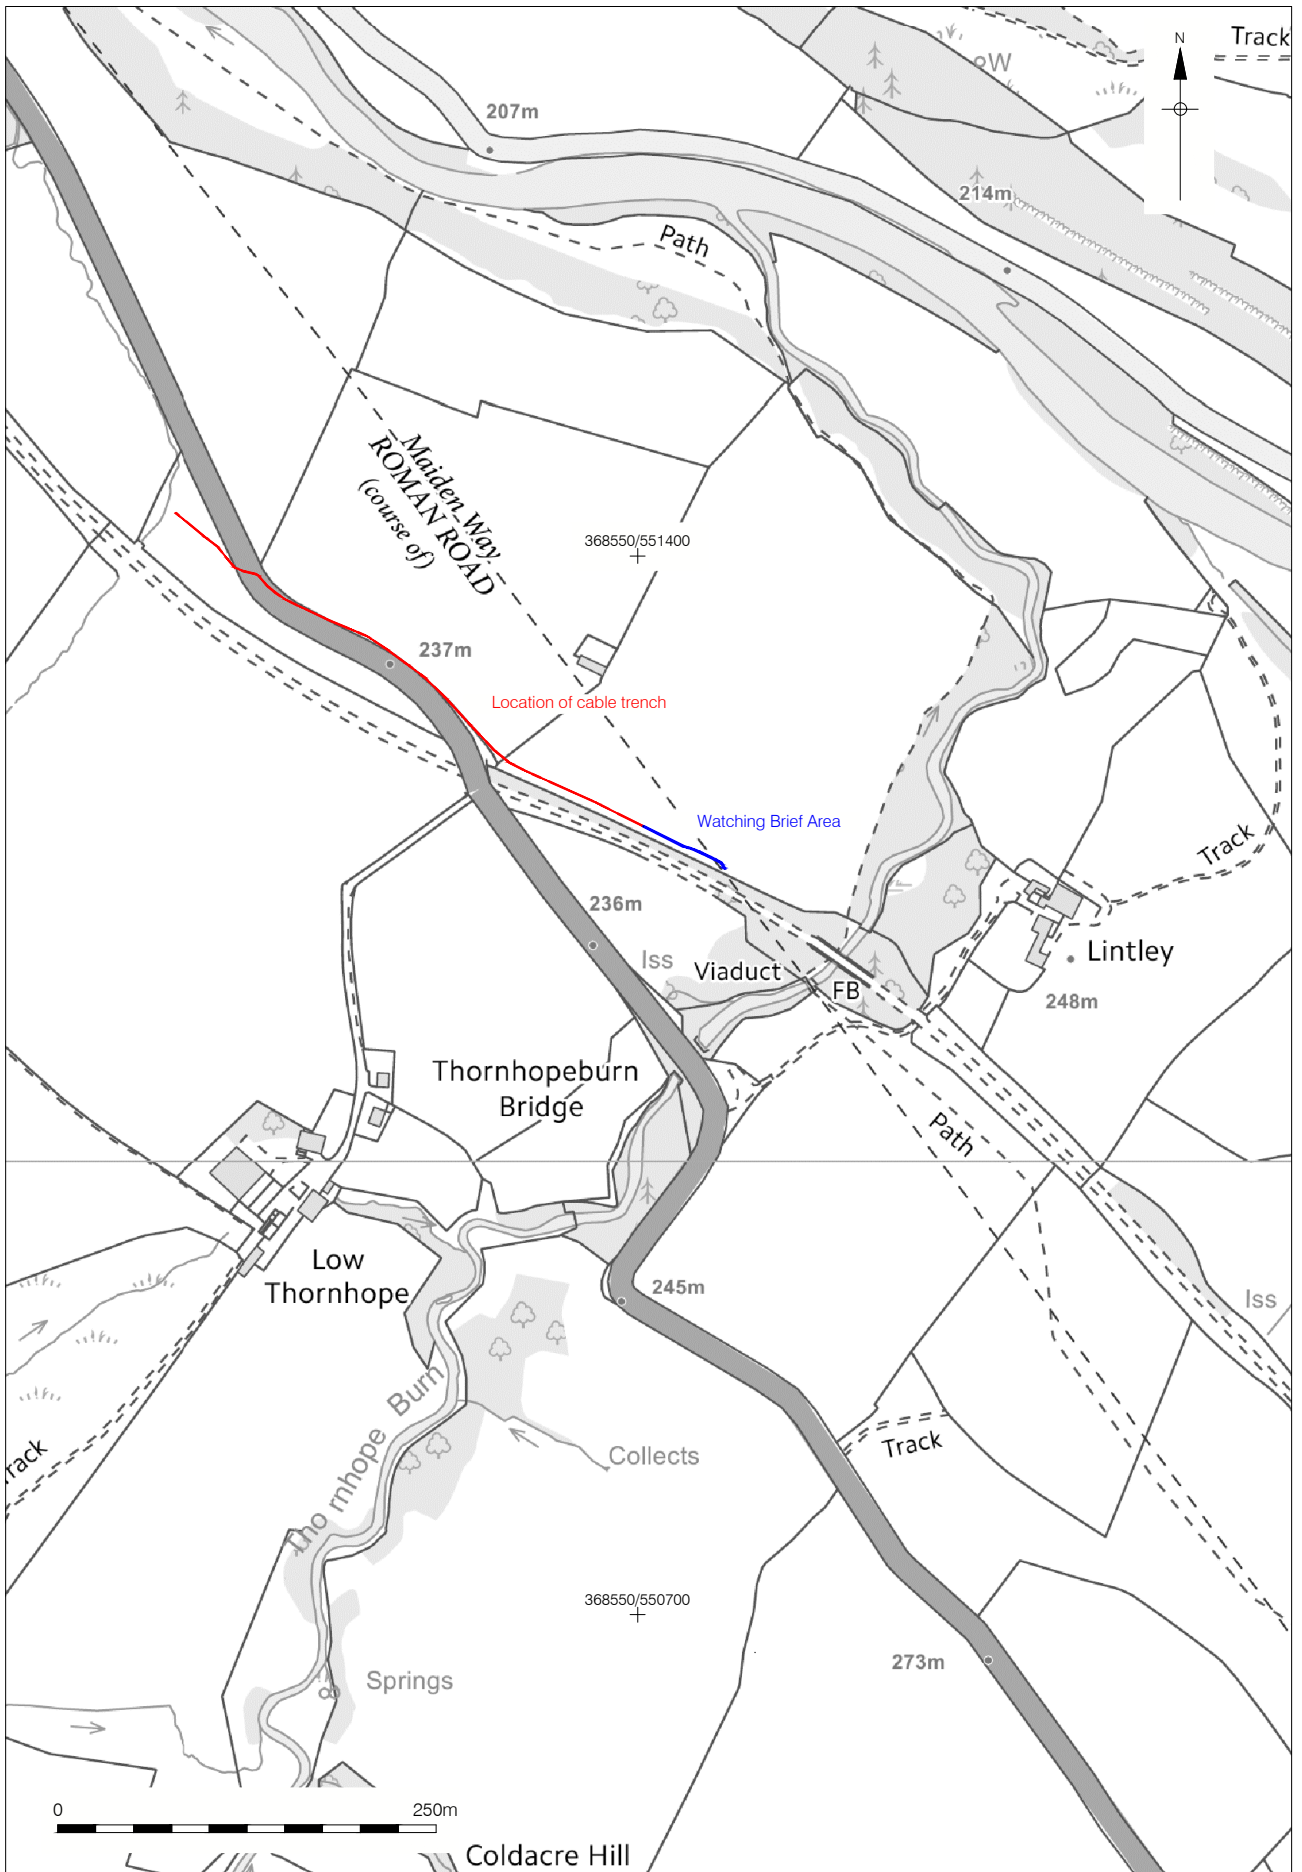 N
Track
W
207m
214m
Path
Maiden Way
ROMAN ROAD
(course of)
368550/551400
237m
Location of cable trench
Watching Brief Area
Track
236m
Iss
Viaduct
Lintley
FB
248m
Thornhopeburn
Bridge
Path
Low
Thornhope
245m
Iss
Thornhope Burn
Collects
Track
rack
368550/550700
273m
Springs
0
250m
Coldacre Hill